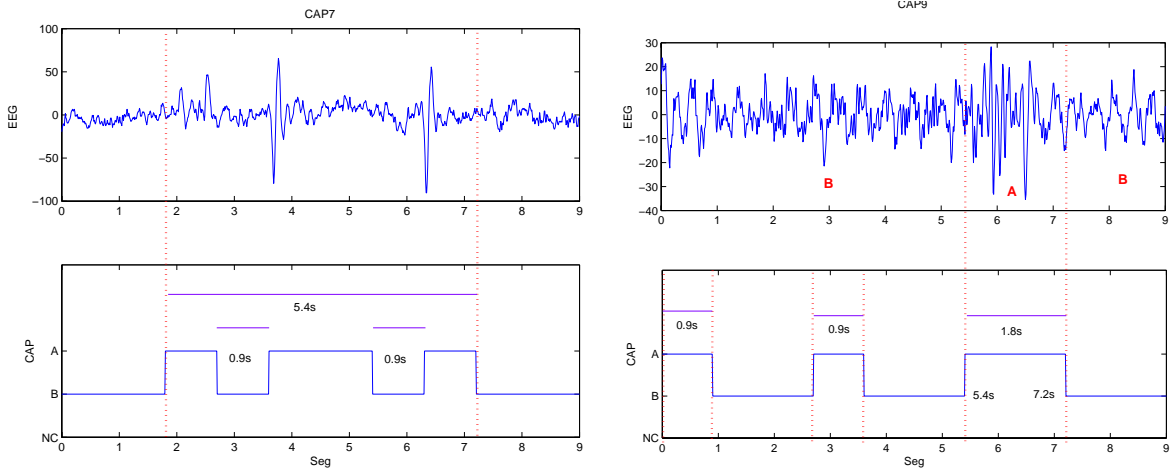 CAP7
100
50
0
−50
−100
EEG
0 1 2 3 4 5 6 7 8 9
5.4s
0.9s 0.9s
A
B
NC
CAP
0 1 2 3 4 5 6 7 8 9
Seg
CAP9
30
20
10
0
−10
−20
−30
−40
EEG
B
A
B
0 1 2 3 4 5 6 7 8 9
0.9s 0.9s 1.8s
A
B
NC
CAP
5.4s 7.2s
0 1 2 3 4 5 6 7 8 9
Seg